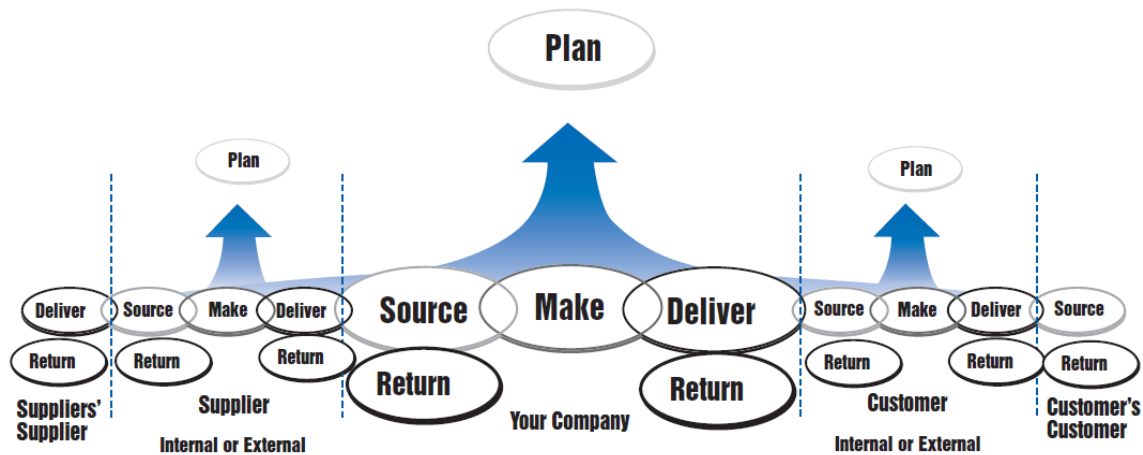 Plan
Plan
Plan
Deliver
Source
Make
Deliver
Source
Make
Deliver
Source
Make
Deliver
Source
Return
Return
Return
Return
Return
Return
Return
Return
Suppliers'
Supplier
Supplier
Internal or External
Your Company
Customer
Internal or External
Customer's
Customer